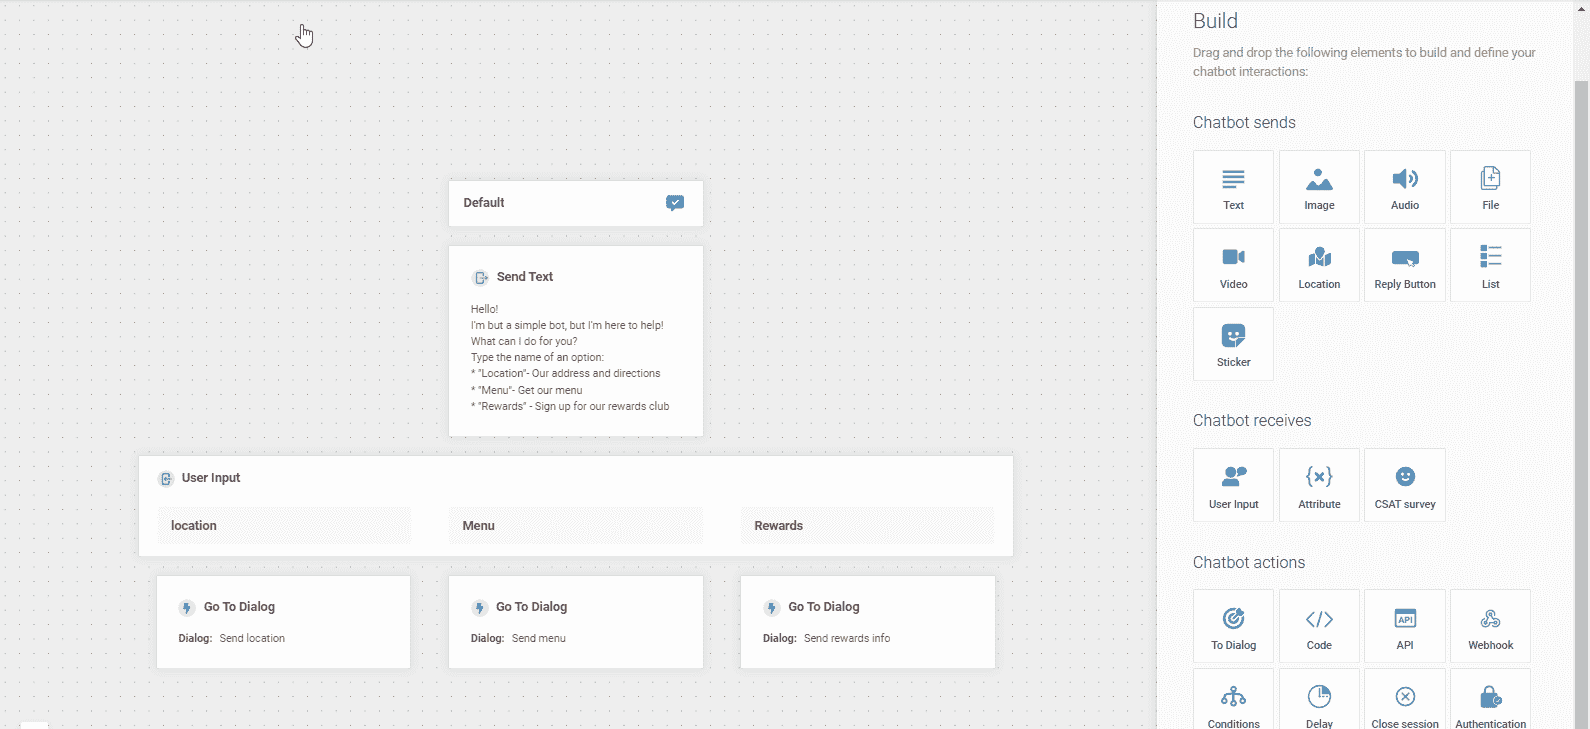 Build
Drag and drop the following elements to build and define your
chatbot interactions:
Chatbot sends
Text
Image
Audio
File
Video
Location
Reply Button
List
Sticker
Chatbot receives
User Input
Attribute
CSAT survey
Chatbot actions
To Dialog
Code
API
API
Webhook
Conditions
Delay
Close session
Authentication
Default
Send Text
Hello!
I'm but a simple bot, but I'm here to help!
What can I do for you?
Type the name of an option:
* "Location"- Our address and directions
* "Menu"- Get our menu
* "Rewards" - Sign up for our rewards club
User Input
location
Menu
Rewards
Go To Dialog
Dialog: Send location
Go To Dialog
Dialog: Send menu
Go To Dialog
Dialog: Send rewards info